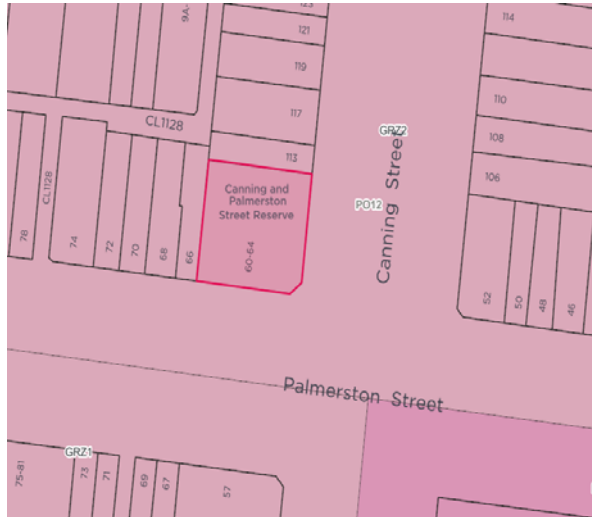 123
121
9A-
114
119
117
110
CL1128
GRZ2
108
113
106
Canning and
Palmerston
Street Reserve
PO12
Canning Street
CL1128
78
74
72
70
68
66
60-64
52
50
48
46
Palmerston Street
GRZ1
75-81
73
71
69
67
57